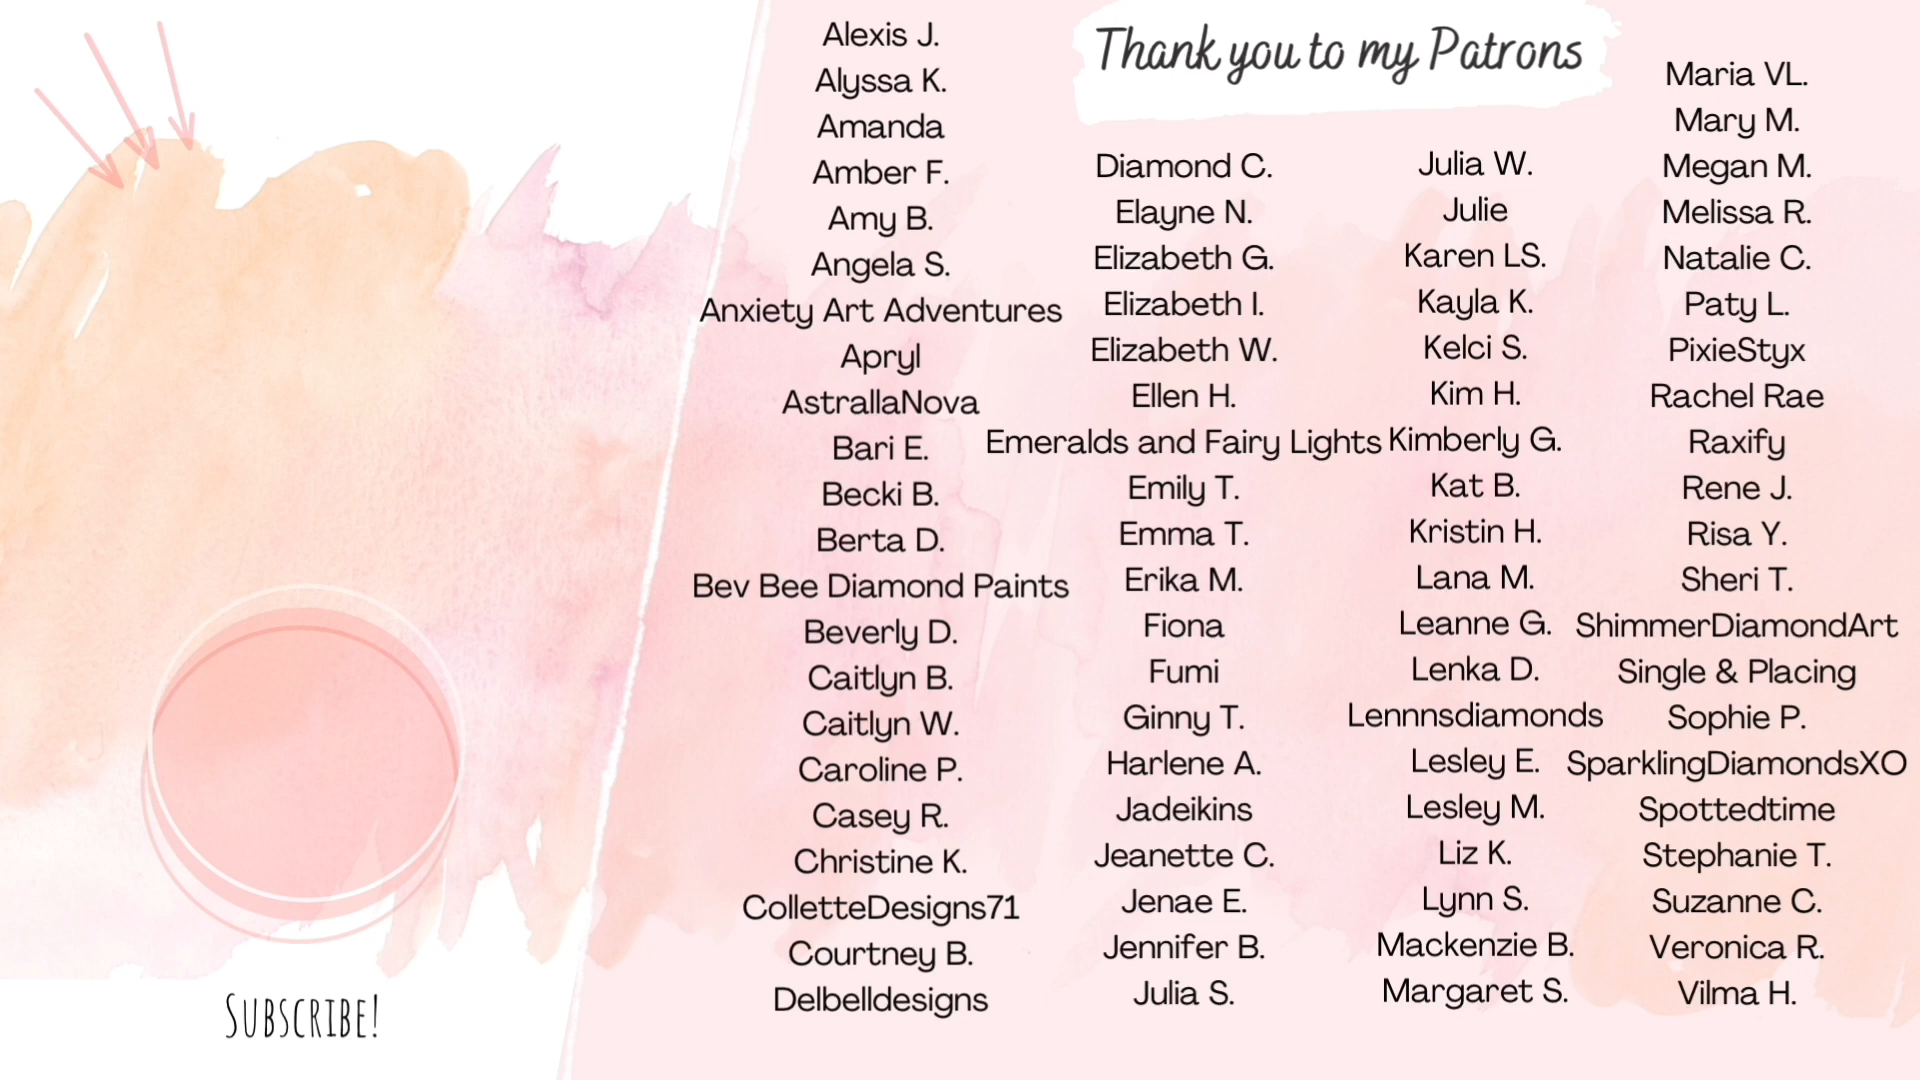 Thank you to my Patrons
Alexis J.
Alyssa K.
Amanda
Amber F.
Amy B.
Angela S.
Anxiety Art Adventures
Apryl
AstrallaNova
Bari E.
Becki B.
Berta D.
Bev Bee Diamond Paints
Beverly D.
Caitlyn B.
Caitlyn W.
Caroline P.
Casey R.
Christine K.
ColletteDesigns71
Courtney B.
Delbelldesigns
Diamond C.
Elayne N.
Elizabeth G.
Elizabeth I.
Elizabeth W.
Ellen H.
Emeralds and Fairy Lights
Emily T.
Emma T.
Erika M.
Fiona
Fumi
Ginny T.
Harlene A.
Jadeikins
Jeanette C.
Jenae E.
Jennifer B.
Julia S.
Julia W.
Julie
Karen LS.
Kayla K.
Kelci S.
Kim H.
Kimberly G.
Kat B.
Kristin H.
Lana M.
Leanne G.
Lenka D.
Lennnsdiamonds
Lesley E.
Lesley M.
Liz K.
Lynn S.
Mackenzie B.
Margaret S.
Maria VL.
Mary M.
Megan M.
Melissa R.
Natalie C.
Paty L.
PixieStyx
Rachel Rae
Raxify
Rene J.
Risa Y.
Sheri T.
ShimmerDiamondArt
Single & Placing
Sophie P.
SparklingDiamondsXO
Spottedtime
Stephanie T.
Suzanne C.
Veronica R.
Vilma H.
Subscribe!